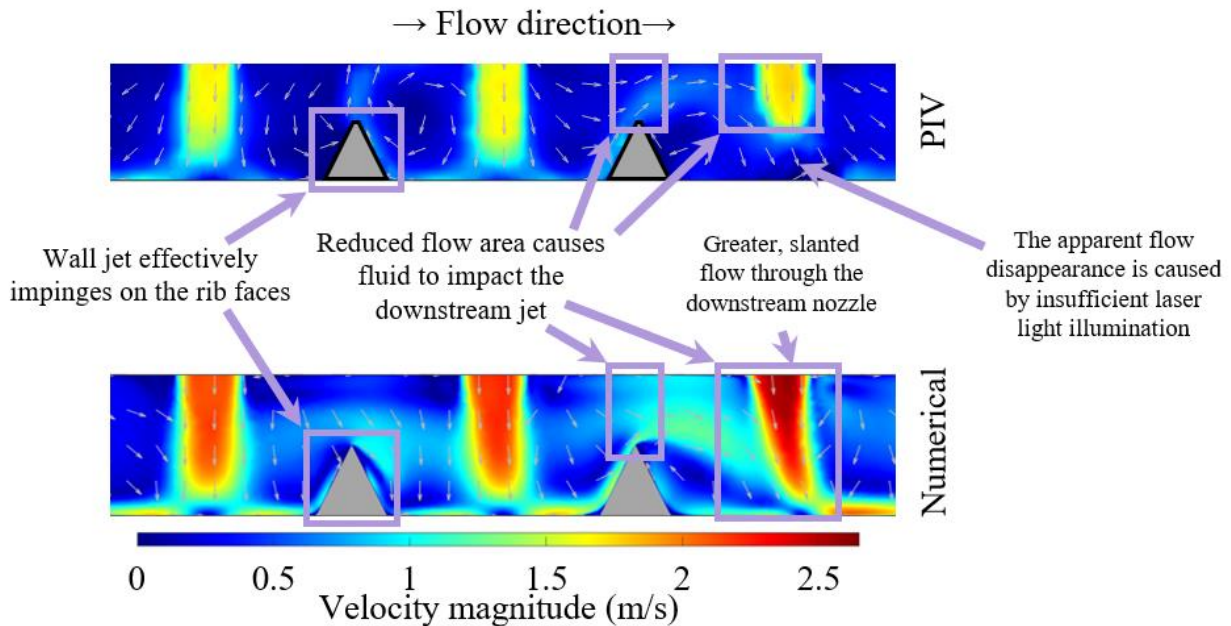 → Flow direction→
PIV
Wall jet effectively
impinges on the rib faces
Reduced flow area causes
fluid to impact the
downstream jet
Greater, slanted
flow through the
downstream nozzle
The apparent flow
disappearance is caused
by insufficient laser
light illumination
Numerical
0 0.5 1 1.5 2 2.5
Velocity magnitude (m/s)